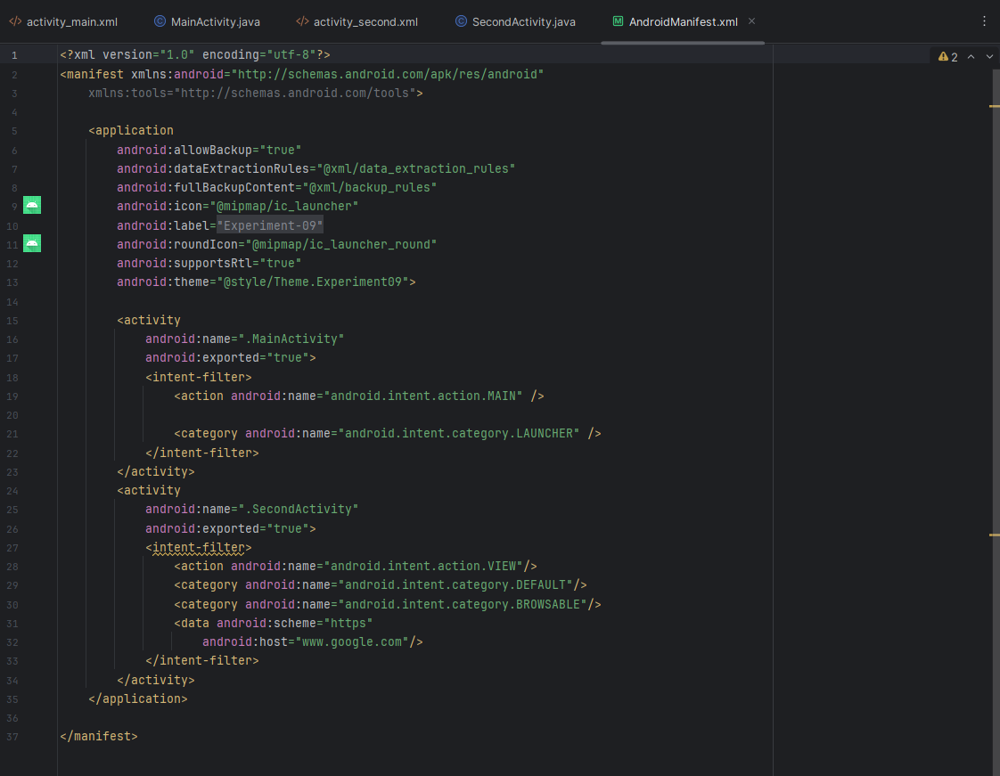 activity_main.xml MainActivity.java activity_second.xml SecondActivity.java AndroidManifest.xml
1 <?xml version="1.0" encoding="utf-8"?> 2
2 <manifest xmlns:android="http://schemas.android.com/apk/res/android"
3     xmlns:tools="http://schemas.android.com/tools">
4
5     <application
6         android:allowBackup="true"
7         android:dataExtractionRules="@xml/data_extraction_rules"
8         android:fullBackupContent="@xml/backup_rules"
9         android:icon="@mipmap/ic_launcher"
10         android:label="Experiment-09"
11         android:roundIcon="@mipmap/ic_launcher_round"
12         android:supportsRtl="true"
13         android:theme="@style/Theme.Experiment09">
14
15         <activity
16             android:name=".MainActivity"
17             android:exported="true">
18             <intent-filter>
19                 <action android:name="android.intent.action.MAIN" />
20
21                 <category android:name="android.intent.category.LAUNCHER" />
22             </intent-filter>
23         </activity>
24         <activity
25             android:name=".SecondActivity"
26             android:exported="true">
27             <intent-filter>
28                 <action android:name="android.intent.action.VIEW"/>
29                 <category android:name="android.intent.category.DEFAULT"/>
30                 <category android:name="android.intent.category.BROWSABLE"/>
31                 <data android:scheme="https"
32                     android:host="www.google.com"/>
33             </intent-filter>
34         </activity>
35     </application>
36
37 </manifest>